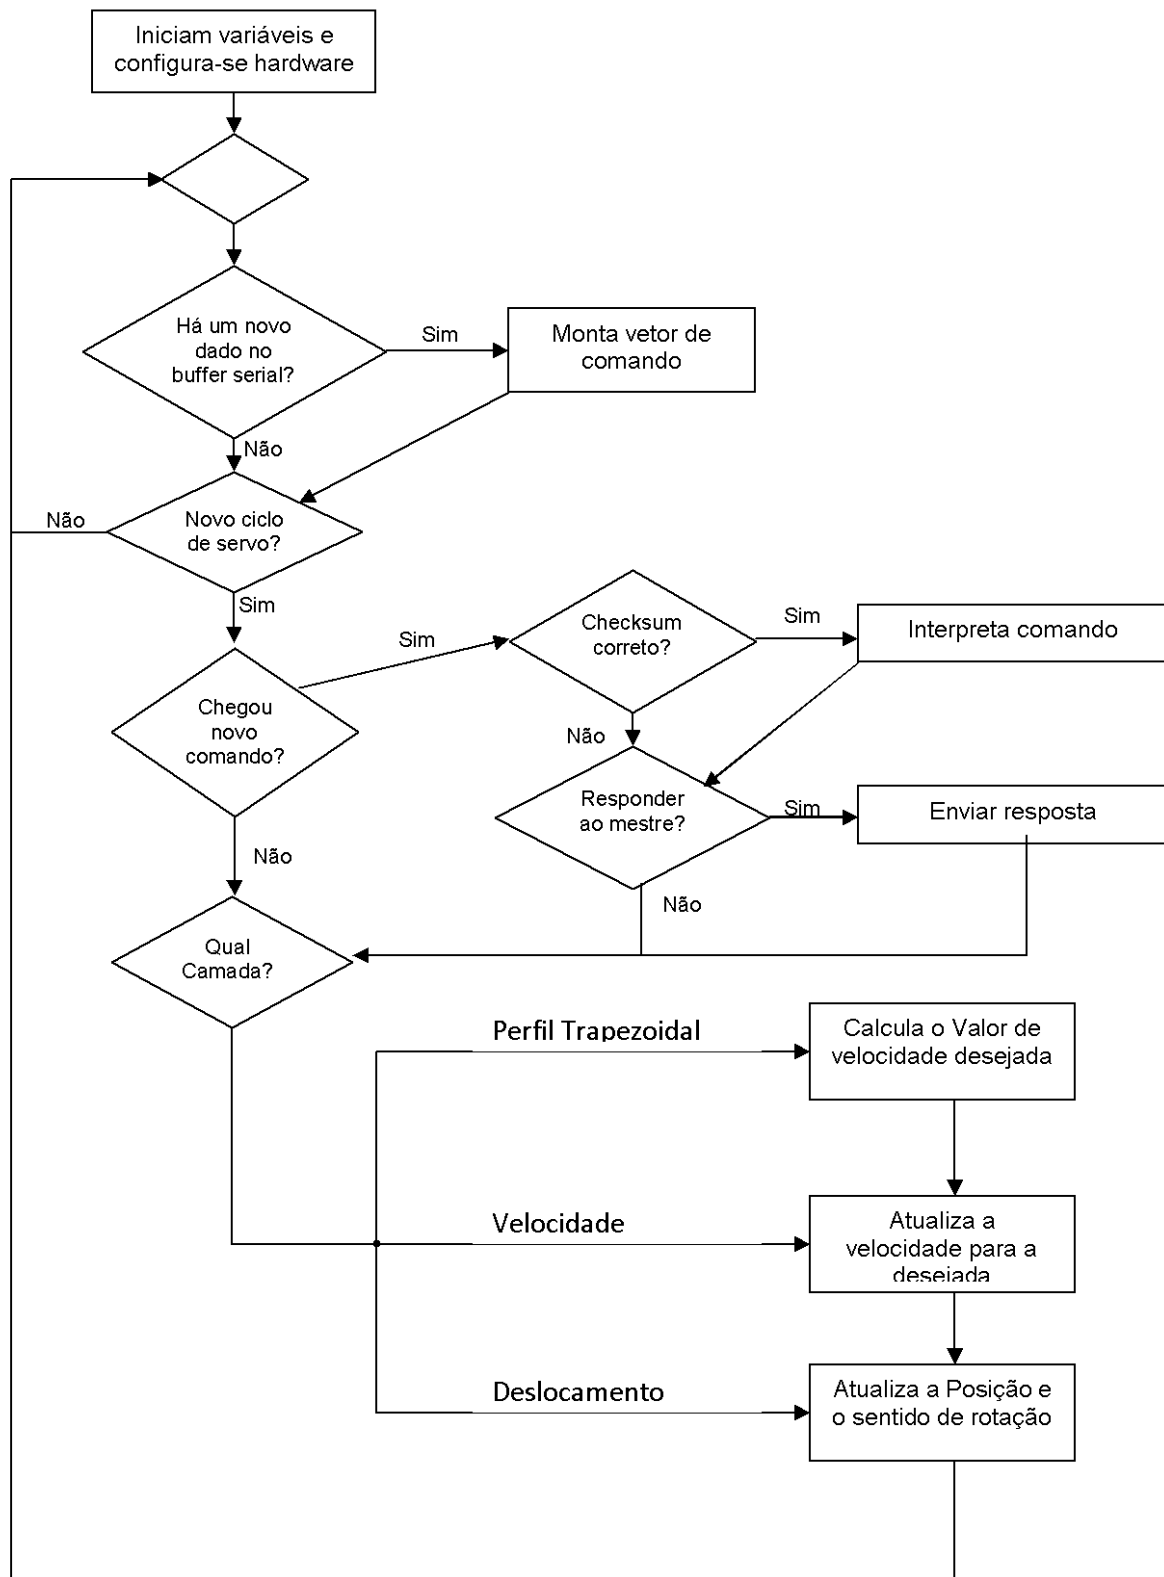 Iniciam variáveis e
configura-se hardware
Há um novo
dado no
buffer serial?
Sim
Monta vetor de
comando
Não
Novo ciclo
de servo?
Não
Sim
Chegou
novo
comando?
Sim
Checksum
correto?
Sim
Interpreta comando
Não
Responder
ao mestre?
Sim
Enviar resposta
Não
Não
Qual
Camada?
Perfil Trapezoidal
Calcula o Valor de
velocidade desejada
Velocidade
Atualiza a
velocidade para a
desejada
Deslocamento
Atualiza a Posição e
o sentido de rotação